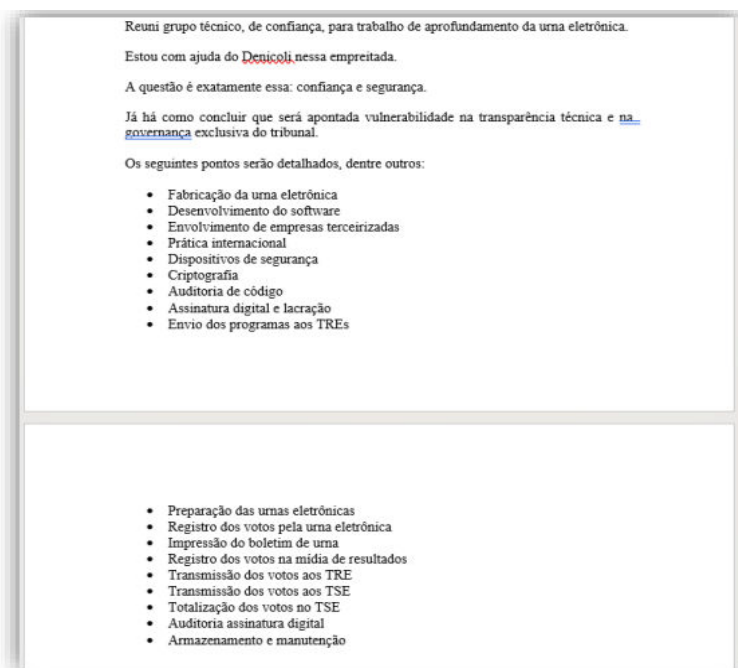 Reuni grupo técnico, de confiança, para trabalho de aprofundamento da urna eletrônica.
Estou com ajuda do Denicoli nessa empreitada.
A questão é exatamente essa: confiança e segurança.
Já há como concluir que será apontada vulnerabilidade na transparência técnica e na
governança exclusiva do tribunal.
Os seguintes pontos serão detalhados, dentre outros:
• Fabricação da urna eletrônica
• Desenvolvimento do software
• Envolvimento de empresas terceirizadas
• Prática internacional
• Dispositivos de segurança
• Criptografia
• Auditoria de código
• Assinatura digital e lacração
• Envio dos programas aos TREs
• Preparação das urnas eletrônicas
• Registro dos votos pela urna eletrônica
• Impressão do boletim de urna
• Registro dos votos na mídia de resultados
• Transmissão dos votos aos TRE
• Transmissão dos votos aos TSE
• Totalização dos votos no TSE
• Auditoria assinatura digital
• Armazenamento e manutenção